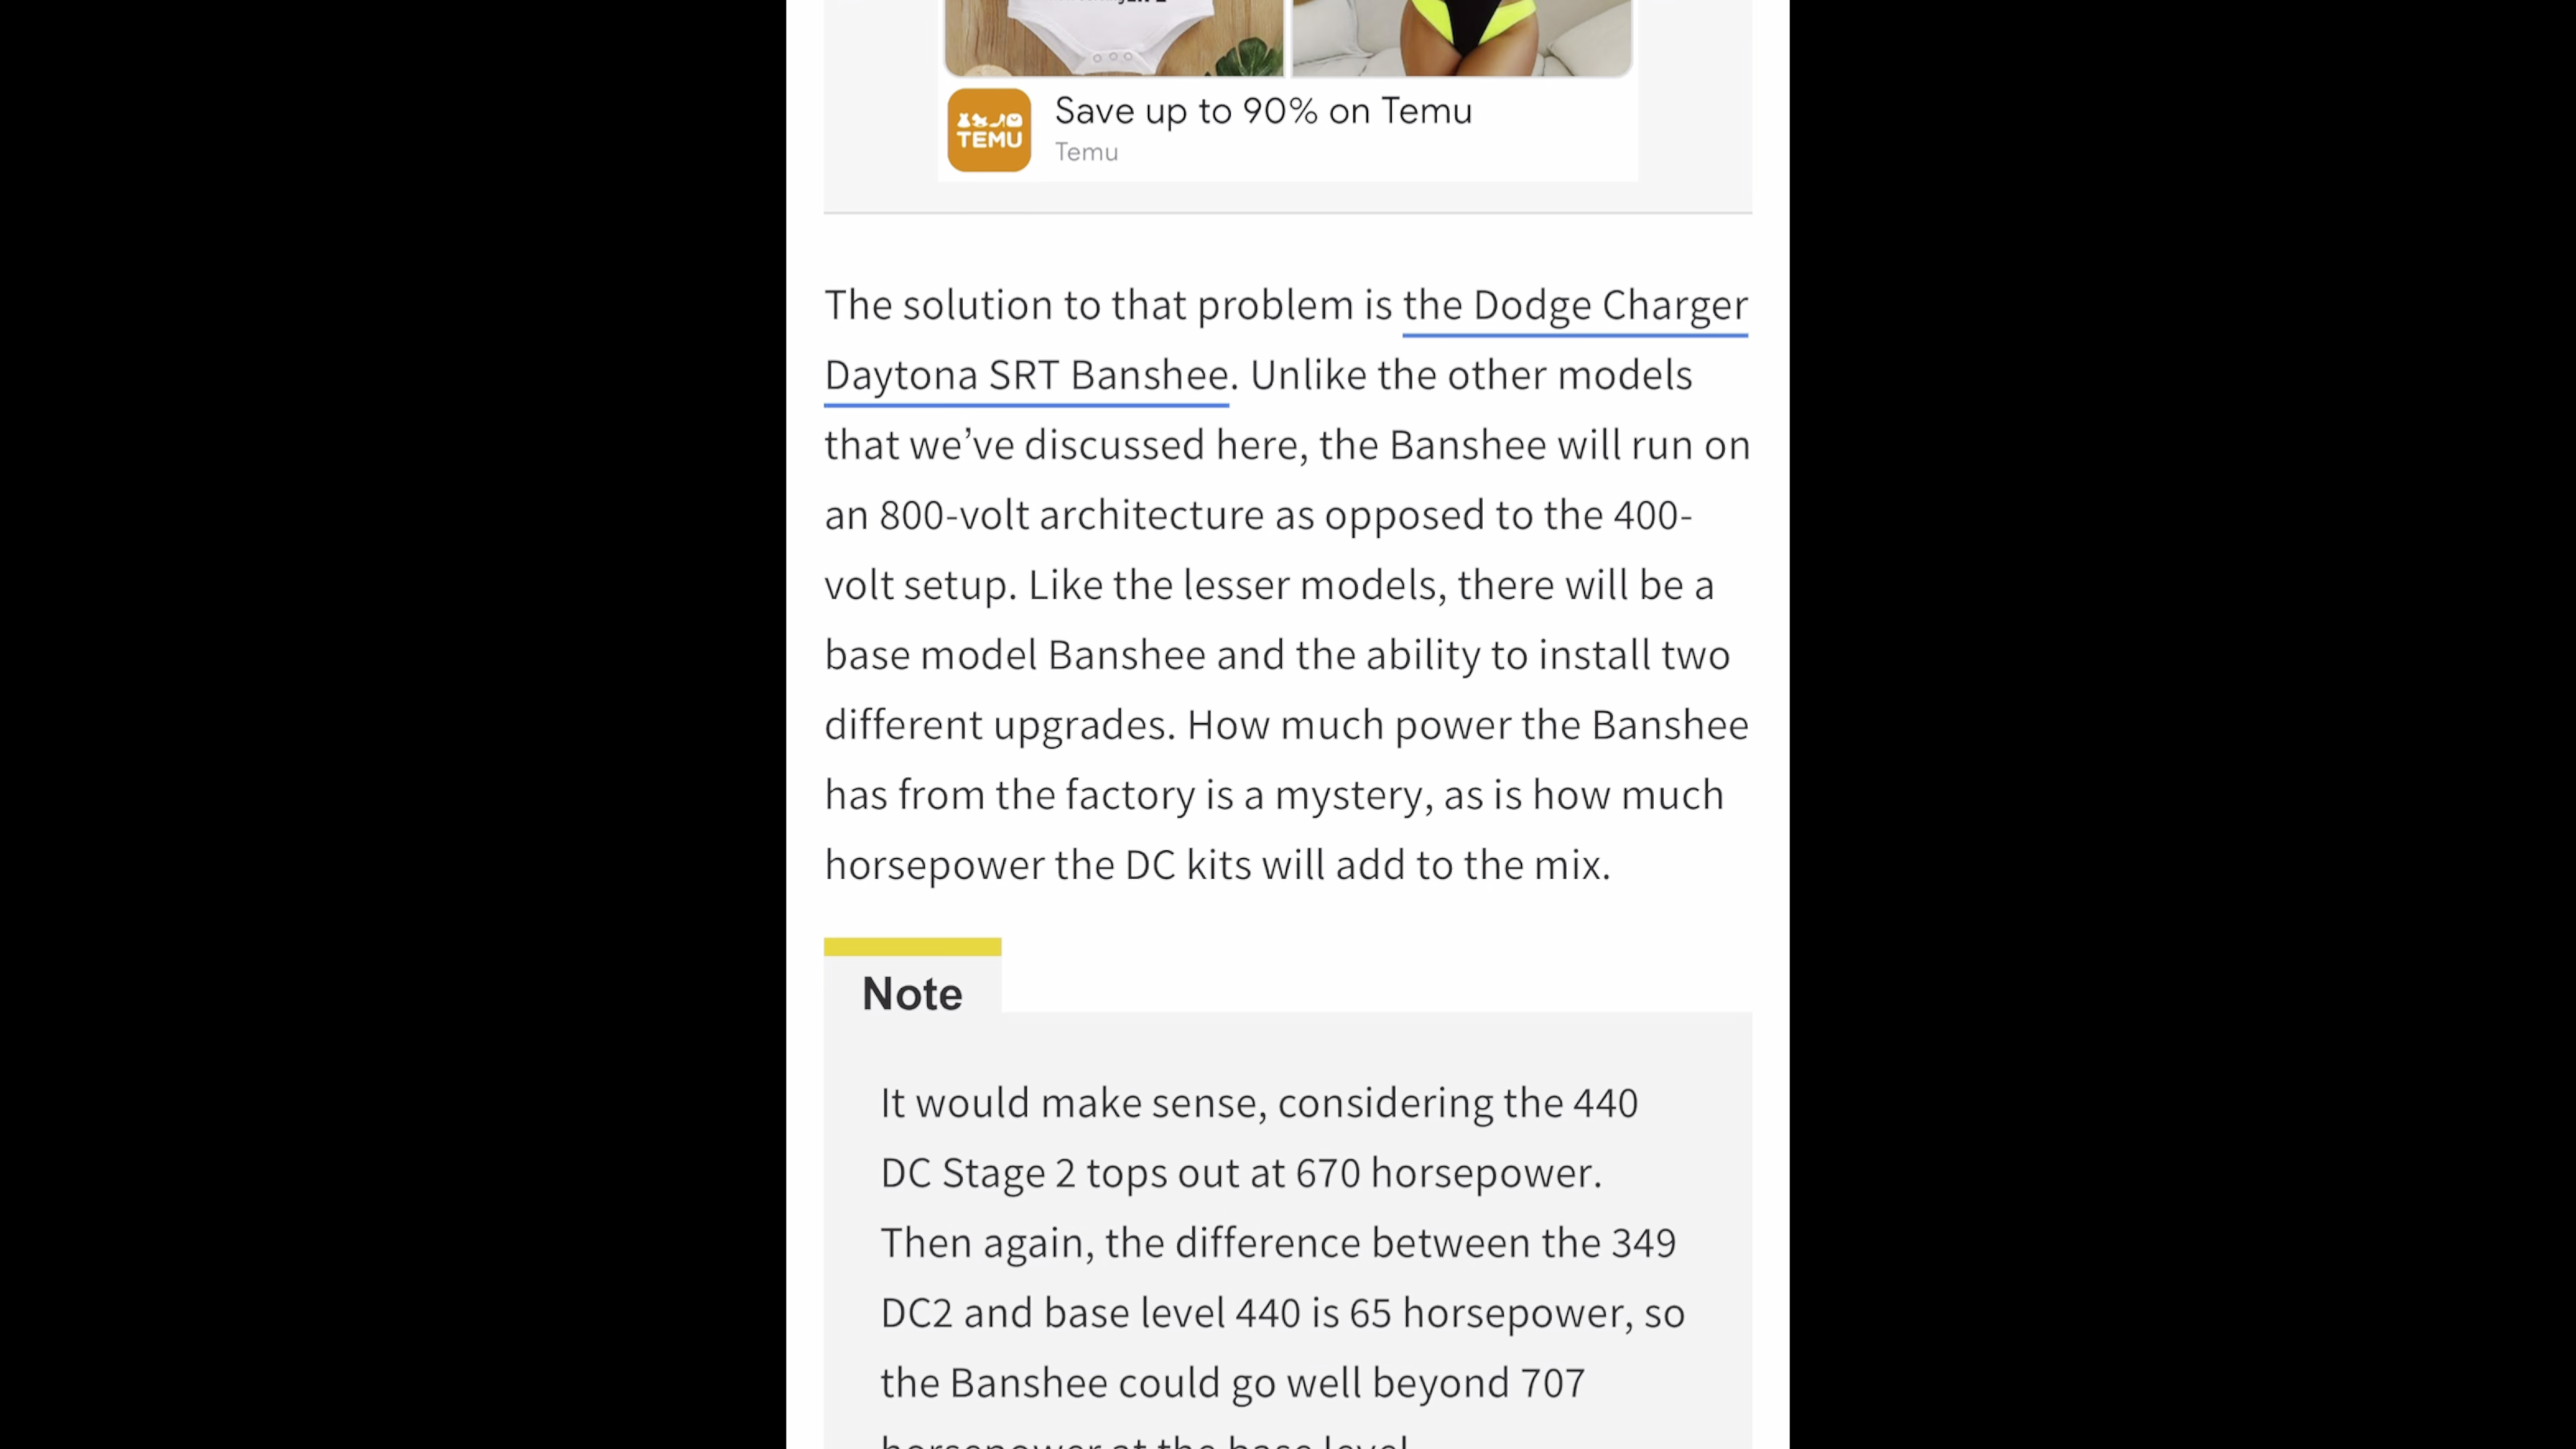 TEMU
Save up to 90% on Temu
Temu
The solution to that problem is the Dodge Charger
Daytona SRT Banshee. Unlike the other models
that we’ve discussed here, the Banshee will run on
an 800-volt architecture as opposed to the 400-
volt setup. Like the lesser models, there will be a
base model Banshee and the ability to install two
different upgrades. How much power the Banshee
has from the factory is a mystery, as is how much
horsepower the DC kits will add to the mix.
Note
It would make sense, considering the 440
DC Stage 2 tops out at 670 horsepower.
Then again, the difference between the 349
DC2 and base level 440 is 65 horsepower, so
the Banshee could go well beyond 707
horsepower at the base level